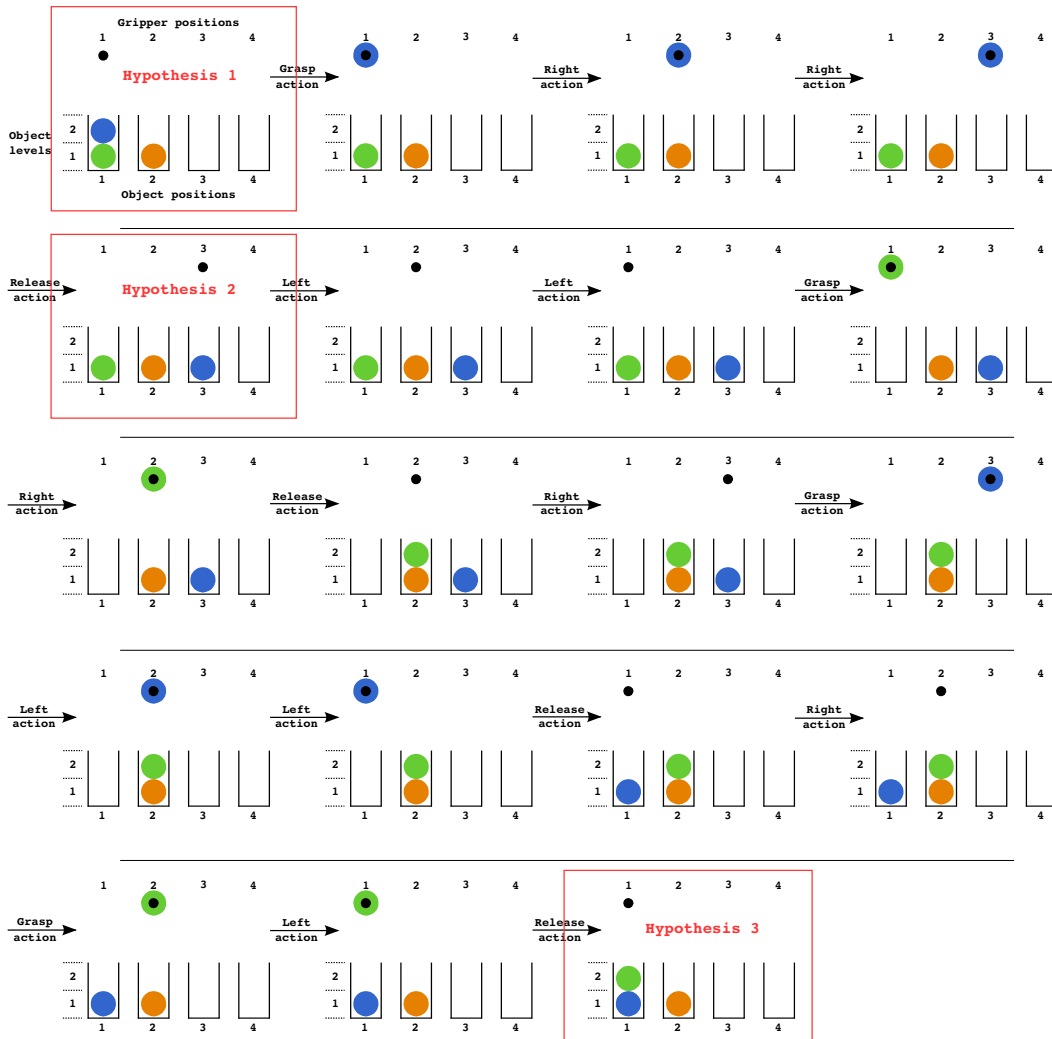 Gripper positions
1 2 3 4 1 2 3 4 1 2 3 4 1 2 3 4
Hypothesis 1 Grasp action Right action Right action
Object levels
2 2 2 2
1 1 1 1
1 2 3 4 1 2 3 4 1 2 3 4 1 2 3 4
Object positions
1 2 3 4 1 2 3 4 1 2 3 4 1 2 3 4
Release action Hypothesis 2 Left action Left action Grasp action
2 2 2 2
1 1 1 1
1 2 3 4 1 2 3 4 1 2 3 4 1 2 3 4
1 2 3 4 1 2 3 4 1 2 3 4 1 2 3 4
Right action Release action Right action Grasp action
2 2 2 2
1 1 1 1
1 2 3 4 1 2 3 4 1 2 3 4 1 2 3 4
1 2 3 4 1 2 3 4 1 2 3 4 1 2 3 4
Left action Left action Release action Right action
2 2 2 2
1 1 1 1
1 2 3 4 1 2 3 4 1 2 3 4 1 2 3 4
1 2 3 4 1 2 3 4 1 2 3 4
Grasp action Left action Release action Hypothesis 3
2 2 2
1 1 1
1 2 3 4 1 2 3 4 1 2 3 4